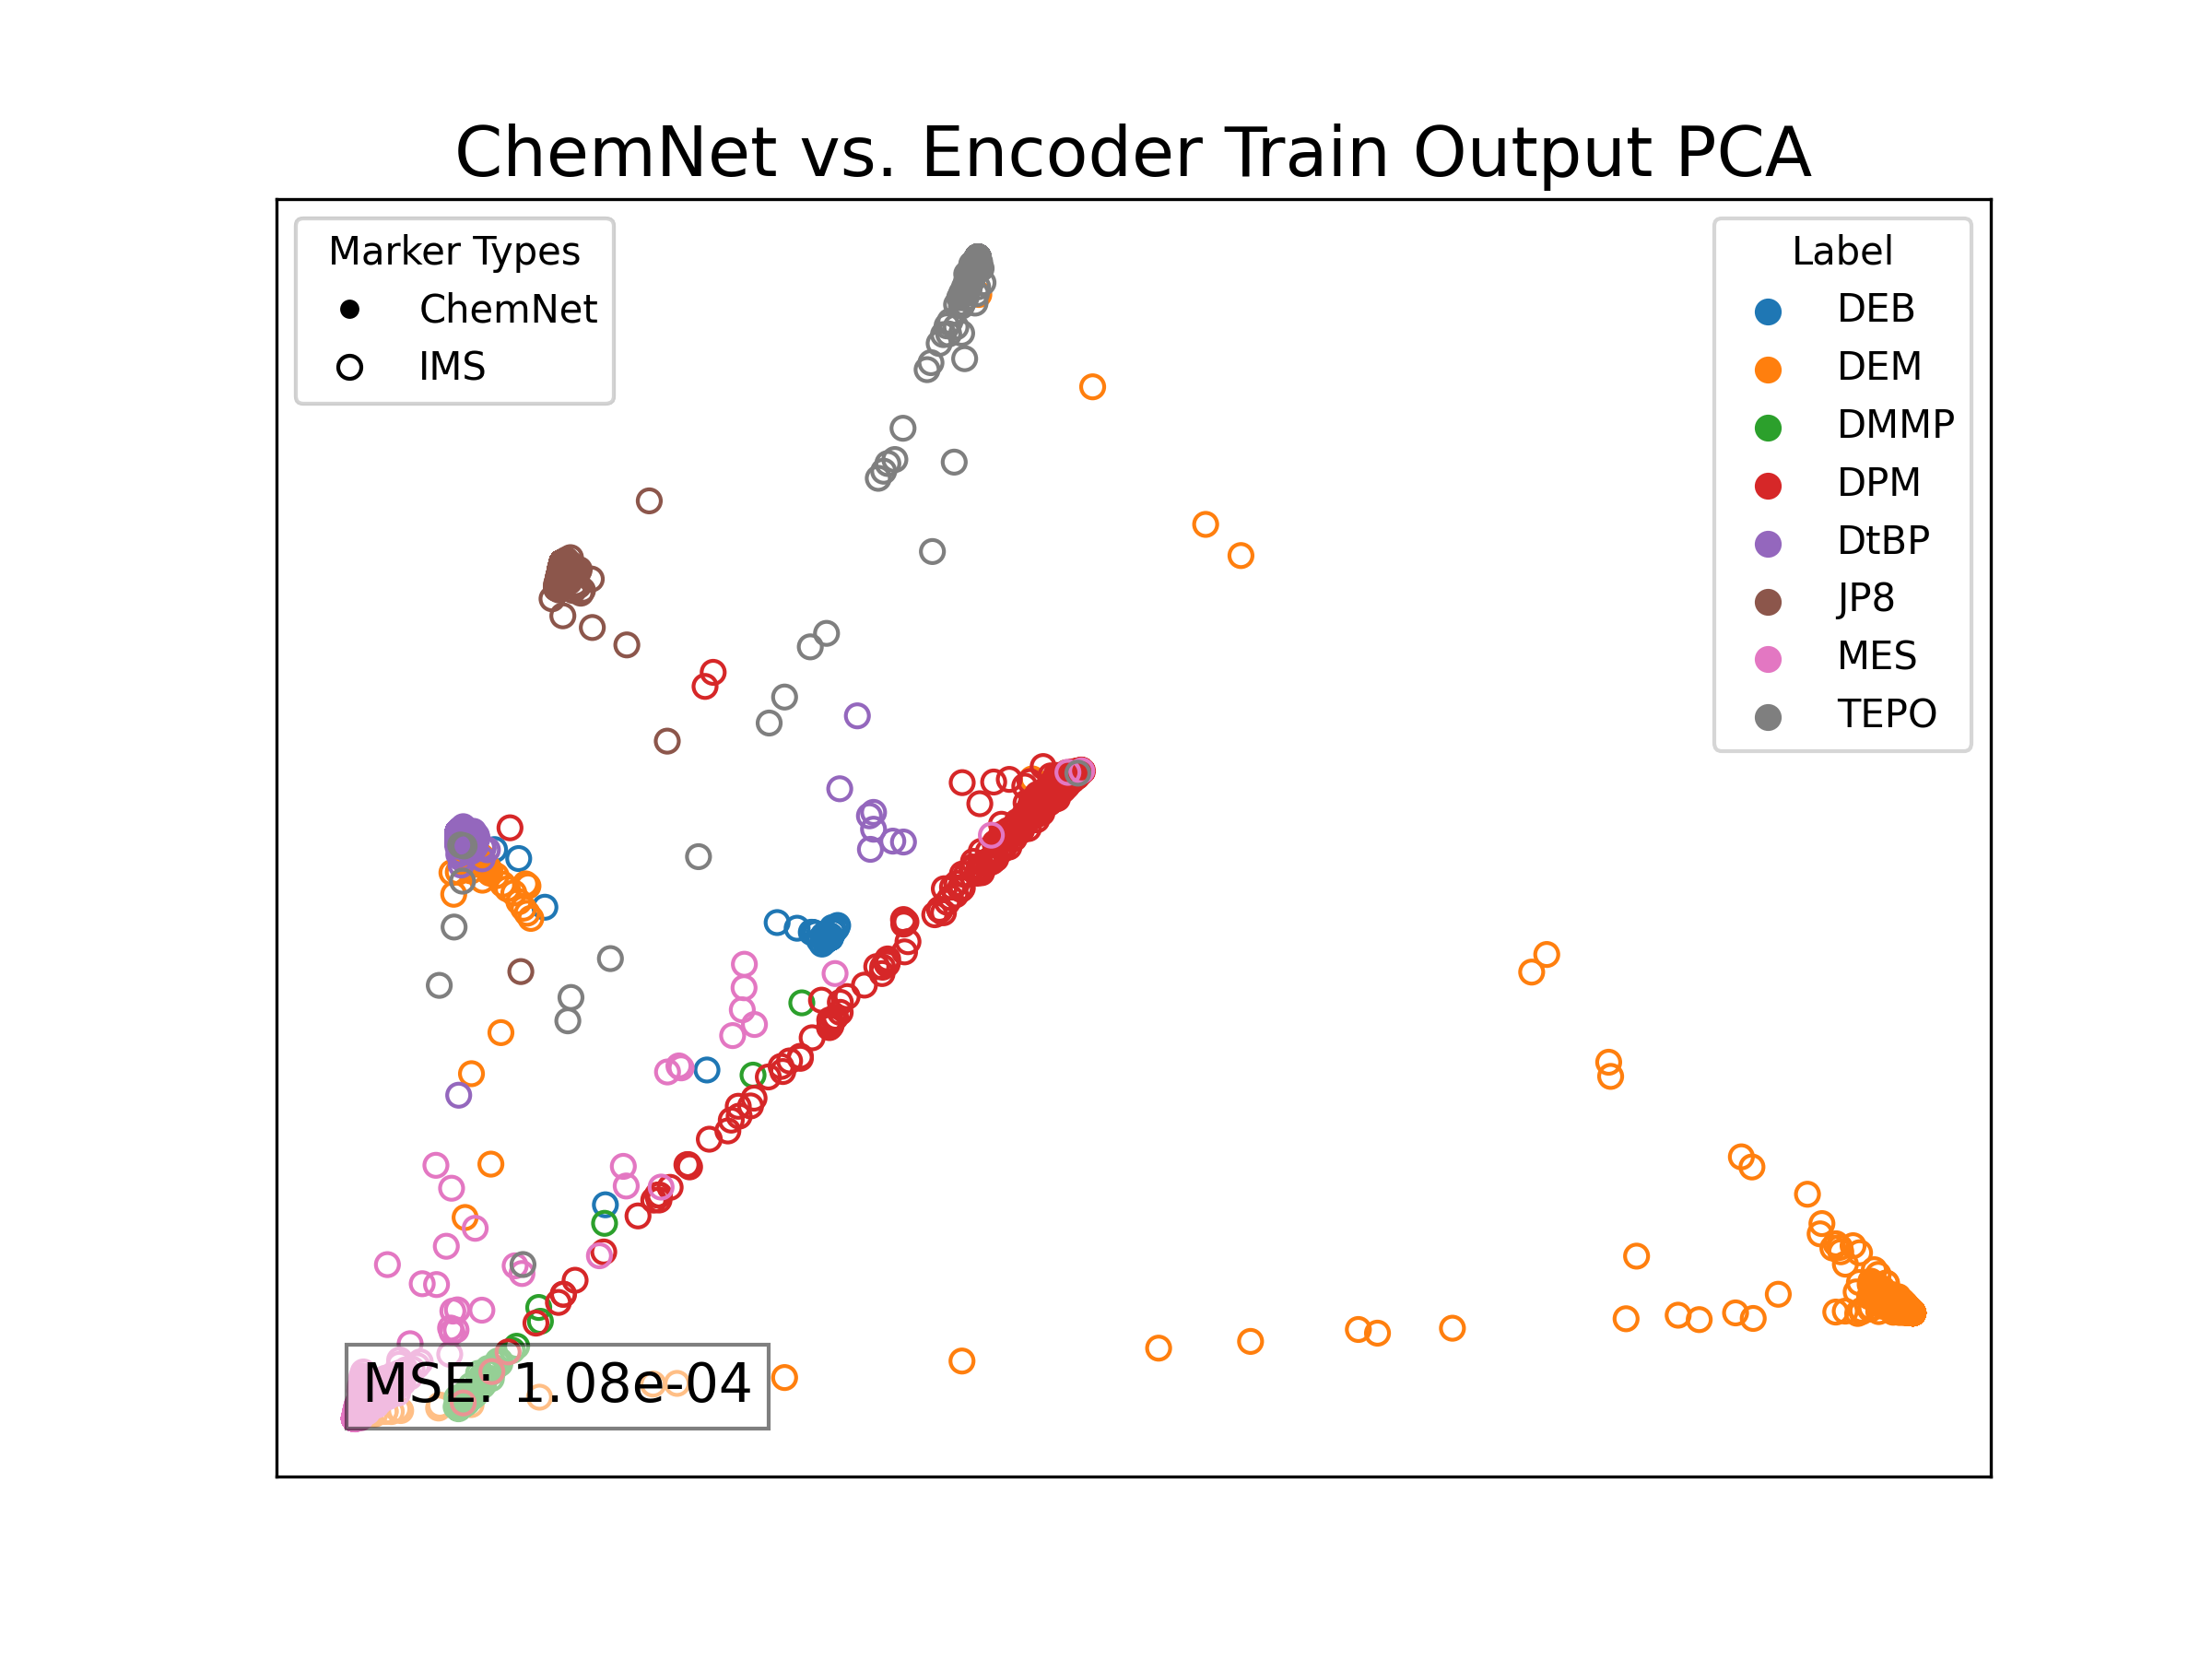 ChemNet vs. Encoder Train Output PCA
Marker Types
ChemNet
IMS
Label
DEB
DEM
DMMP
DPM
DtBP
JP8
MES
TEPO
MSE: 1.08e-04